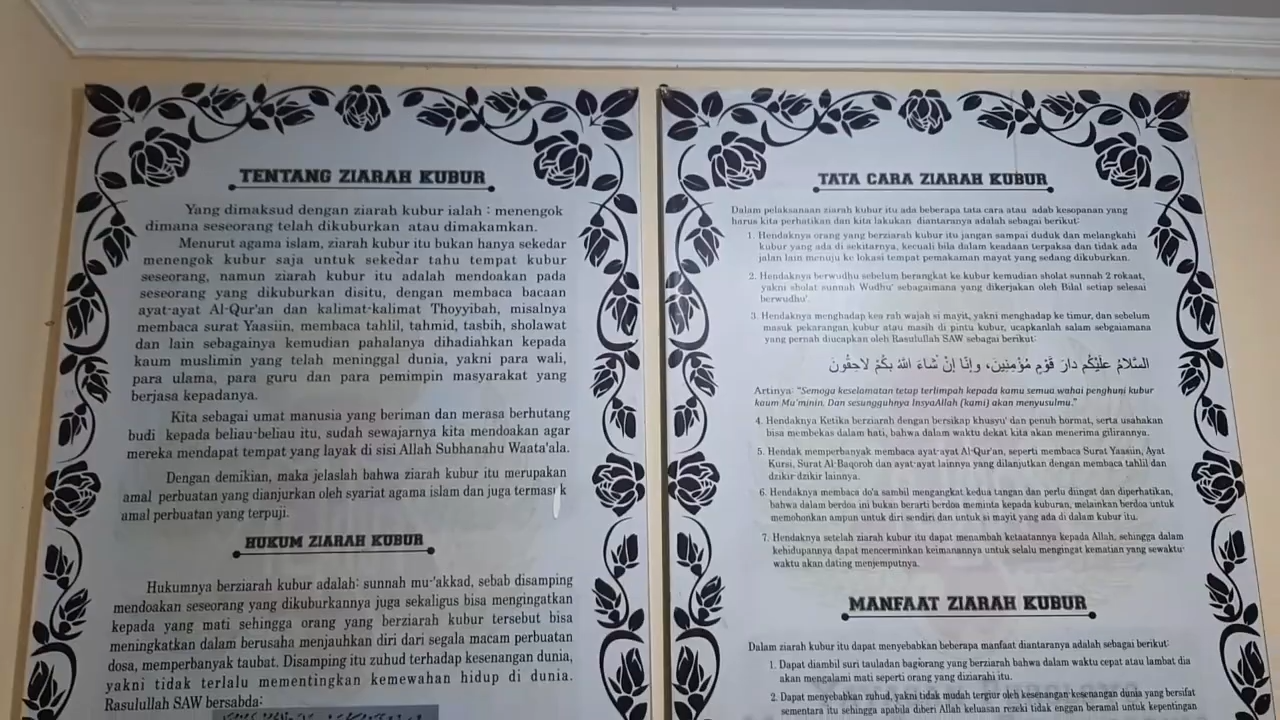 TENTANG ZIARAH KUBUR
Yang dimaksud dengan ziarah kubur ialah : menengok
dimana seseorang telah dikuburkan atau dimakamkan.
Menurut agama islam, ziarah kubur itu bukan hanya sekedar
menengok kubur saja untuk sekedar tahu tempat kubur
seseorang, namun ziarah kubur itu adalah mendoakan pada
seseorang yang dikuburkan disitu, dengan membaca bacaan
ayat-ayat Al-Qur'an dan kalimat-kalimat Thoyyibah, misalnya
membaca surat Yaasiin, membaca tahlil, tahmid, tasbih, sholawat
dan lain sebagainya kemudian pahalanya dihadiahkan kepada
kaum muslimin yang telah meninggal dunia, yakni para wali,
para ulama, para guru dan para pemimpin masyarakat yang
berjasa kepadanya.
Kita sebagai umat manusia yang beriman dan merasa berhutang
budi kepada beliau-beliau itu, sudah sewajarnya kita mendoakan agar
mereka mendapat tempat yang layak di sisi Allah Subhanahu Waata'ala.
Dengan demikian, maka jelaslah bahwa ziarah kubur itu merupakan
amal perbuatan yang dianjurkan oleh syariat agama islam dan juga termasuk
amal perbuatan yang terpuji.
HUKUM ZIARAH KUBUR
Hukumnya berziarah kubur adalah: sunnah mu-'akkad, sebab disamping
mendoakan seseorang yang dikuburkannya juga sekaligus bisa mengingatkan
kepada yang mati sehingga orang yang berziarah kubur tersebut bisa
meningkatkan dalam berusaha menjauhkan diri dari segala macam perbuatan
dosa, memperbanyak taubat. Disamping itu zuhud terhadap kesenangan dunia,
yakni tidak terlalu mementingkan kemewahan hidup di dunia.
Rasulullah SAW bersabda:
TATA CARA ZIARAH KUBUR
Dalam pelaksanaan ziarah kubur itu ada beberapa tata cara atau adab kesopanan yang
harus kita perhatikan dan kita lakukan diantaranya adalah sebagai berikut:
1. Hendaknya orang yang berziarah kubur itu jangan sampai duduk dan melangkahi
kubur yang ada di sekitarnya, kecuali bila dalam keadaan terpaksa dan tidak ada
jalan lain menuju ke lokasi tempat pemakaman mayat yang sedang dikuburkan.
2. Hendaknya berwudhu sebelum berangkat ke kubur kemudian sholat sunnah 2 rokaat,
yakni sholat sunnah Wudhu' sebagaimana yang dikerjakan oleh Bilal setiap selesai
berwudhu'.
3. Hendaknya menghadap kea rah wajah si mayit, yakni menghadap ke timur, dan sebelum
masuk pekarangan kubur atau masih di pintu kubur, ucapkanlah salam sebgaiamana
yang pernah diucapkan oleh Rasulullah SAW sebagai berikut:
السَّلَامُ عَلَيْكُم دارَ قَوْمٍ مُؤْمِنِينَ، وإنَّا إنْ شَاءَ اللهُ بِكُمْ لاحِقُونَ
Artinya: "Semoga keselamatan tetap terlimpah kepada kamu semua wahai penghuni kubur
kaum Mu'minin. Dan sesungguhnya InsyaAllah (kami) akan menyusulmu."
4. Hendaknya Ketika berziarah dengan bersikap khusyu' dan penuh hormat, serta usahakan
bisa membekas dalam hati, bahwa dalam waktu dekat kita akan menerima gilirannya.
5. Hendak memperbanyak membaca ayat-ayat Al-Qur'an, seperti membaca Surat Yaasiin, Ayat
Kursi, Surat Al-Baqoroh dan ayat-ayat lainnya yang dilanjutkan dengan membaca tahlil dan
dzikir-dzikir lainnya.
6. Hendaknya membaca do'a sambil mengangkat kedua tangan dan perlu diingat dan diperhatikan,
bahwa dalam berdoa ini bukan berarti berdoa meminta kepada kuburan, melainkan berdoa untuk
memohonkan ampun untuk diri sendiri dan untuk si mayit yang ada di dalam kubur itu.
7. Hendaknya setelah ziarah kubur itu dapat menambah ketaatannya kepada Allah, sehingga dalam
kehidupannya dapat mencerminkan keimanannya untuk selalu mengingat kematian yang sewaktu-
waktu akan dating menjemputnya.
MANFAAT ZIARAH KUBUR
Dalam ziarah kubur itu dapat menyebabkan beberapa manfaat diantaranya adalah sebagai berikut:
1. Dapat diambil suri tauladan bagiorang yang berziarah bahwa dalam waktu cepat atau lambat dia
akan mengalami mati seperti orang yang diziarahi itu.
2. Dapat menyebabkan zuhud, yakni tidak mudah tergiur oleh kesenangan-kesenangan dunia yang bersifat
sementara itu sehingga apabila diberi Allah keluasan rezeki tidak enggan beramal untuk kepentingan